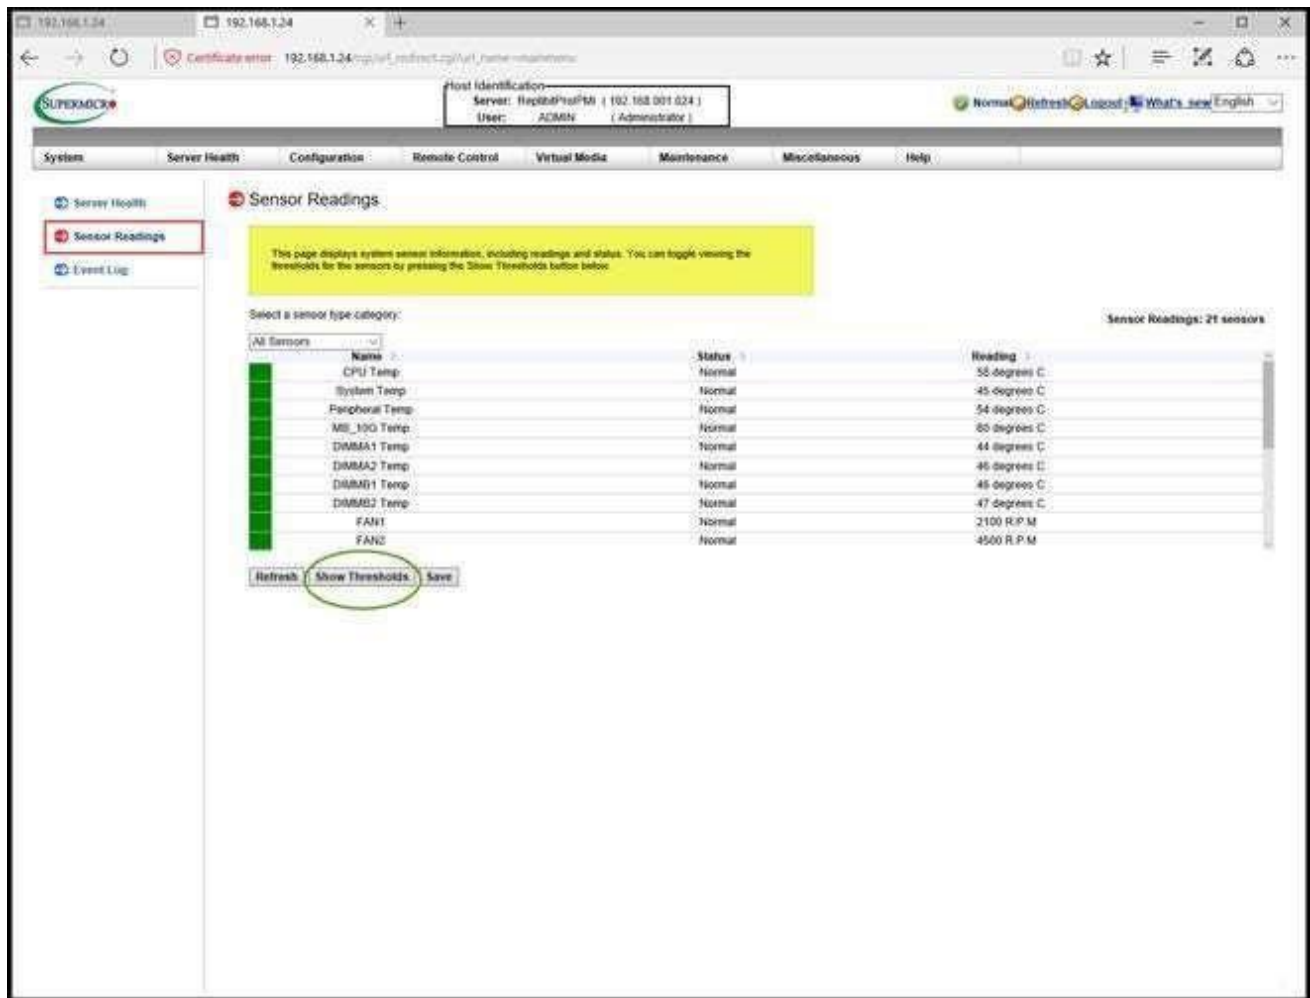 192.168.1.24
192.168.1.24
Certificate error 192.168.1.24
SUPERMICRO
Host Identification
Server: ( 192.168.001.024 )
User: ADMIN ( Administrator )
Normal Refresh Logout What's new English
System Server Health Configuration Remote Control Virtual Media Maintenance Miscellaneous Help
Server Health
Sensor Readings
Event Log
Sensor Readings
This page displays system sensor information, including readings and status. You can toggle viewing the
thresholds for the sensors by pressing the Show Thresholds button below.
Select a sensor type category:
Sensor Readings: 21 sensors
All Sensors
Name Status Reading
CPU Temp Normal degrees C
System Temp Normal 45 degrees C
Peripheral Temp Normal 54 degrees C
MB_10G Temp Normal degrees C
DIMMA1 Temp Normal 44 degrees C
DIMMA2 Temp Normal 46 degrees C
DIMMB1 Temp Normal degrees C
DIMMB2 Temp Normal 47 degrees C
FAN1 Normal 2100 R.P.M
FAN2 Normal 4500 R.P.M
Refresh Show Thresholds Save